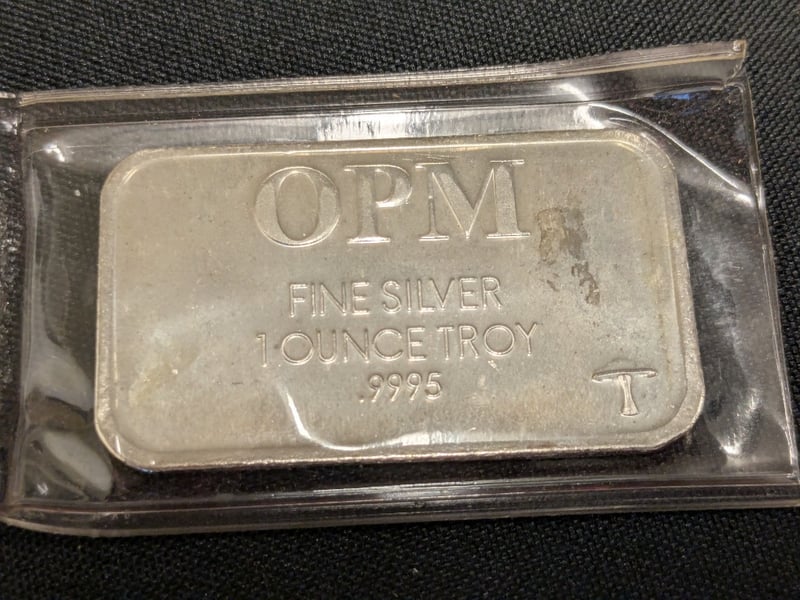 OPM
FINE SILVER
1 OUNCE TROY
.9995